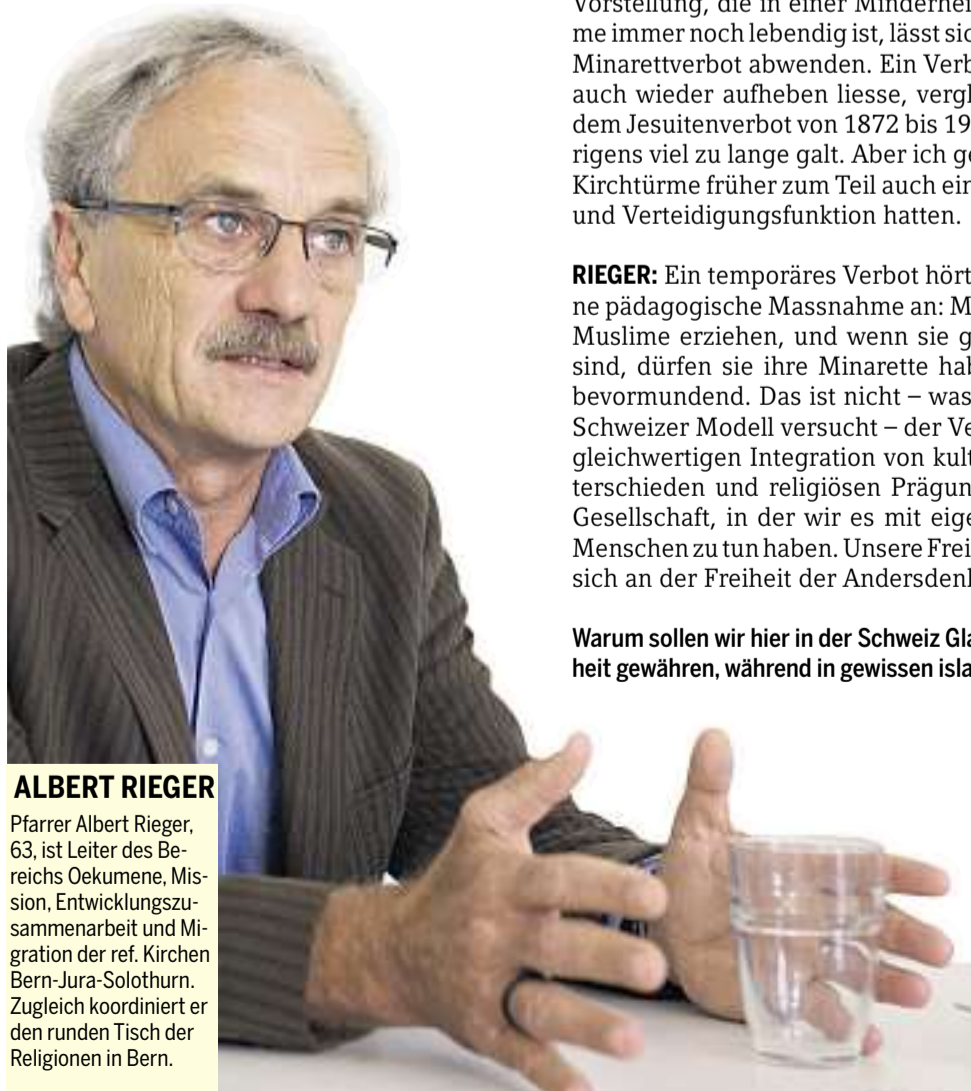 Vorstellung, die in einer Minderhei
me immer noch lebendig ist, lässt sic
Minarettverbot abwenden. Ein Verb
auch wieder aufheben liesse, vergl
dem Jesuitenverbot von 1872 bis 19
rigens viel zu lange galt. Aber ich ge
Kirchtürme früher zum Teil auch ein
und Verteidigungsfunktion hatten.
RIEGER: Ein temporäres Verbot hört
ne pädagogische Massnahme an: M
Muslime erziehen, und wenn sie g
sind, dürfen sie ihre Minarette hab
bevormundend. Das ist nicht – was
Schweizer Modell versucht – der Ve
gleichwertigen Integration von kult
terschieden und religiösen Prägun
Gesellschaft, in der wir es mit eige
Menschen zu tun haben. Unsere Frei
sich an der Freiheit der Andersdenk
Warum sollen wir hier in der Schweiz Gla
heit gewähren, während in gewissen isla
ALBERT RIEGER
Pfarrer Albert Rieger,
63, ist Leiter des Be-
reichs Oekumene, Mis-
sion, Entwicklungszu-
sammenarbeit und Mi-
gration der ref. Kirchen
Bern-Jura-Solothurn.
Zugleich koordiniert er
den runden Tisch der
Religionen in Bern.